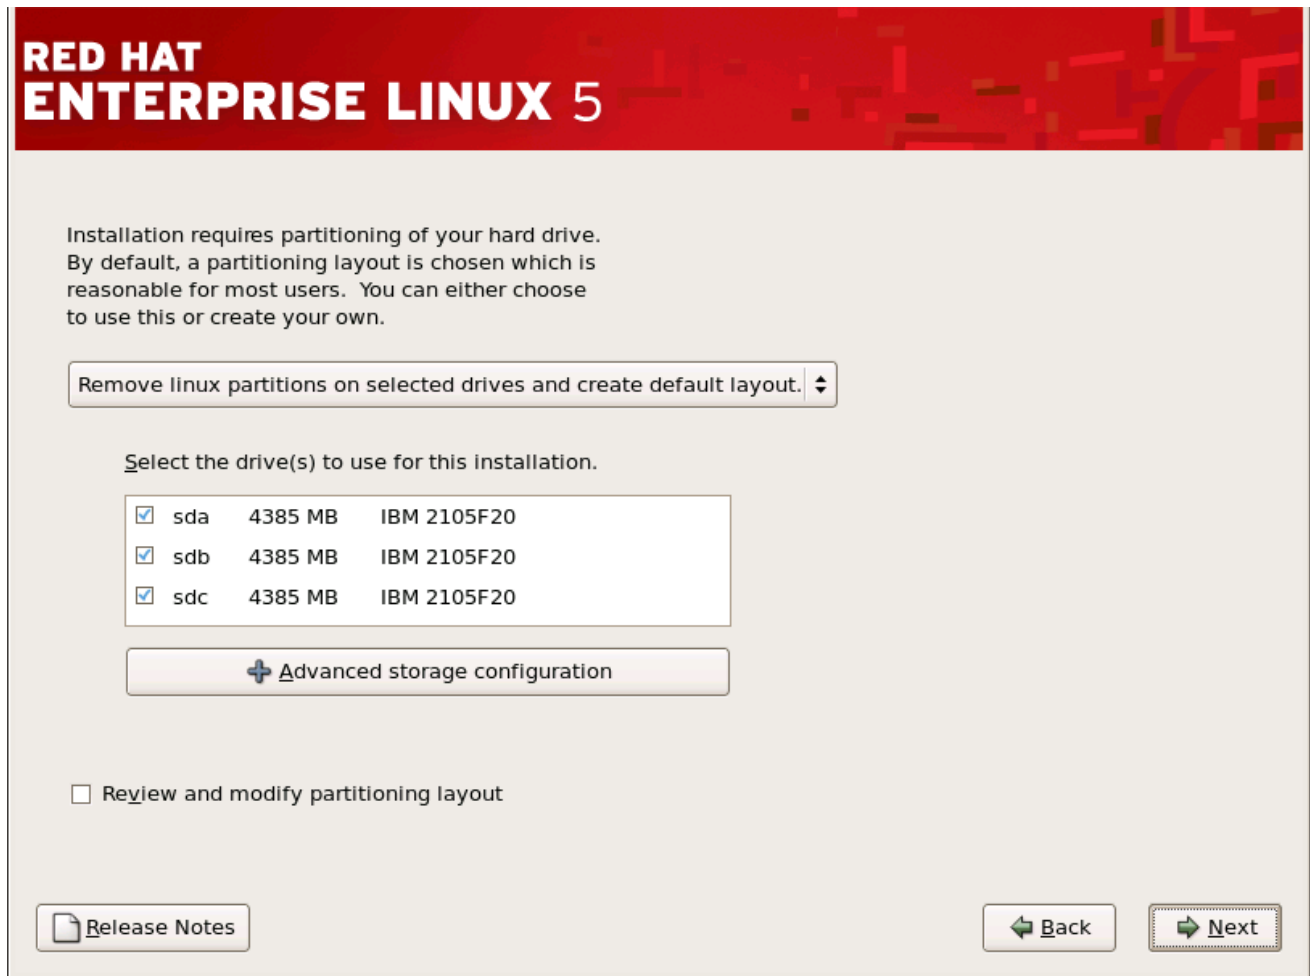 RED HAT
ENTERPRISE LINUX 5
Installation requires partitioning of your hard drive.
By default, a partitioning layout is chosen which is
reasonable for most users.  You can either choose
to use this or create your own.
Remove linux partitions on selected drives and create default layout.
Select the drive(s) to use for this installation.
sda 4385 MB IBM 2105F20
sdb 4385 MB IBM 2105F20
sdc 4385 MB IBM 2105F20
Advanced storage configuration
Review and modify partitioning layout
Release Notes Back Next